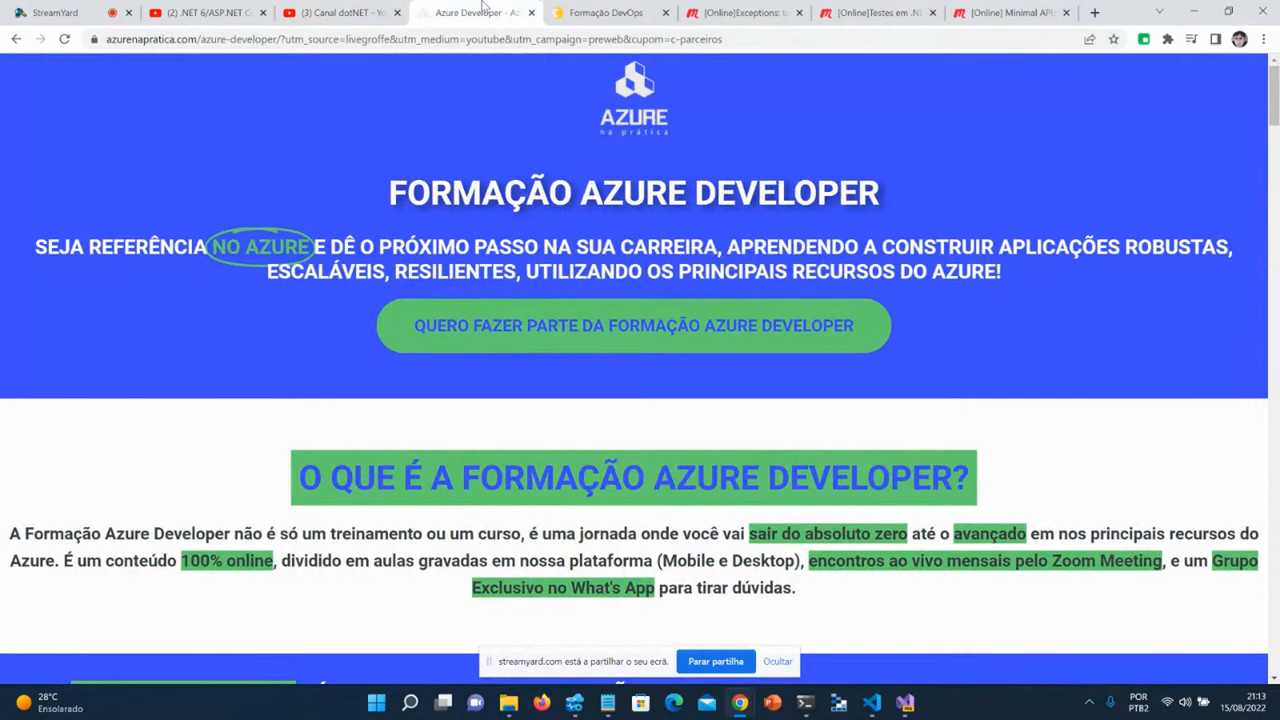 StreamYard
(2) .NET 6/ASP.NET C
(3) Canal dotNET - Yo
Azure Developer - Az
Formação DevOps
[Online]Exceptions: t
[Online]Testes em .N
[Online] Minimal APIs
azurenapratica.com/azure-developer/?utm_source=livegroffe&utm_medium=youtube&utm_campaign=preweb&cupom=c-parceiros
AZURE
na prática
FORMAÇÃO AZURE DEVELOPER
SEJA REFERÊNCIA NO AZURE E DÊ O PRÓXIMO PASSO NA SUA CARREIRA, APRENDENDO A CONSTRUIR APLICAÇÕES ROBUSTAS,
ESCALÁVEIS, RESILIENTES, UTILIZANDO OS PRINCIPAIS RECURSOS DO AZURE!
QUERO FAZER PARTE DA FORMAÇÃO AZURE DEVELOPER
O QUE É A FORMAÇÃO AZURE DEVELOPER?
A Formação Azure Developer não é só um treinamento ou um curso, é uma jornada onde você vai sair do absoluto zero até o avançado em nos principais recursos do
Azure. É um conteúdo 100% online, dividido em aulas gravadas em nossa plataforma (Mobile e Desktop), encontros ao vivo mensais pelo Zoom Meeting, e um Grupo
Exclusivo no What's App para tirar dúvidas.
streamyard.com está a partilhar o seu ecrã.
Parar partilha
Ocultar
28°C
Ensolarado
POR
PTB2
21:13
15/08/2022